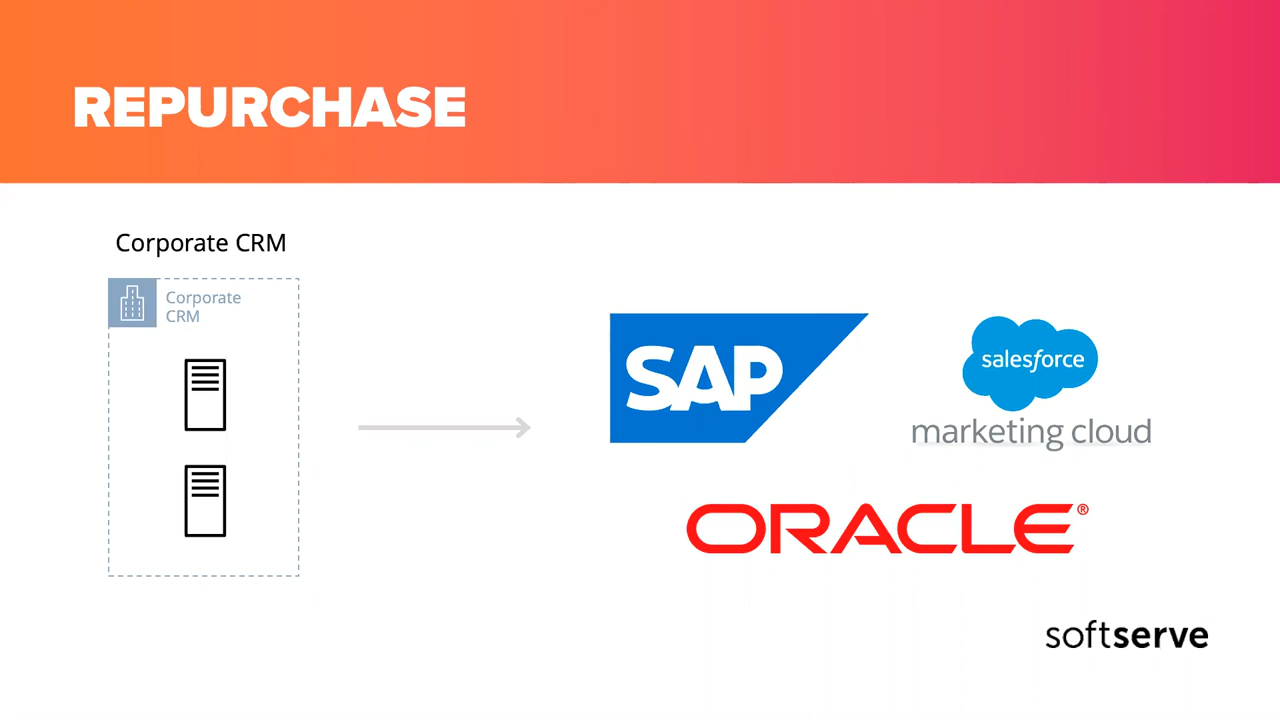 REPURCHASE
Corporate CRM
Corporate
CRM
SAP
salesforce
marketing cloud
ORACLE®
softserve